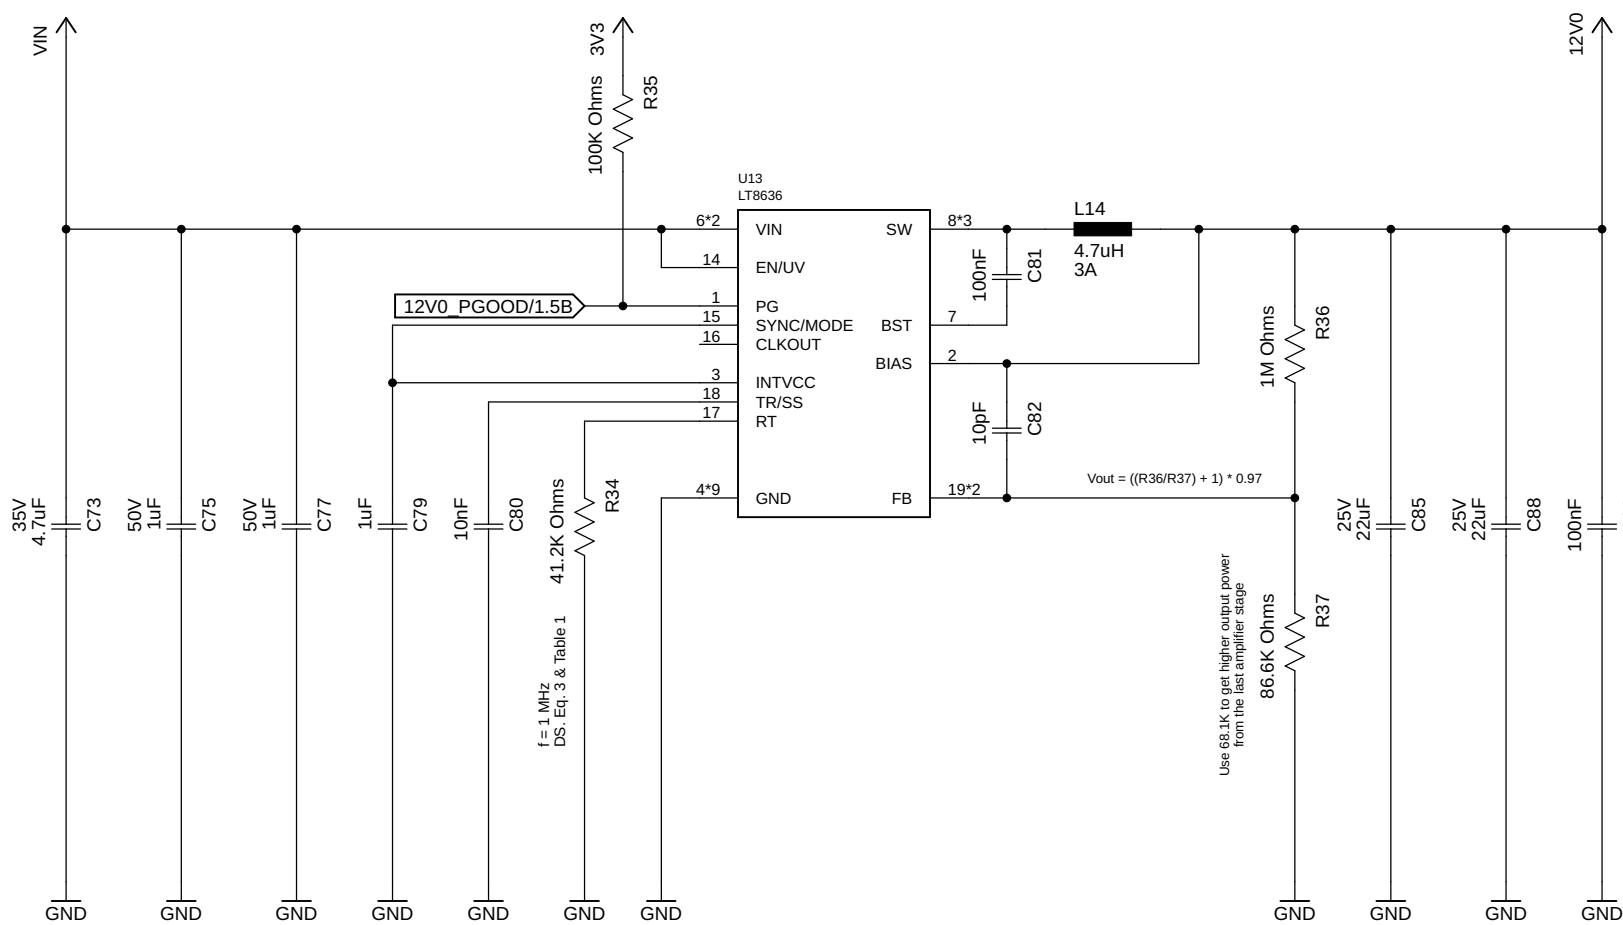 VIN
3V3
12V0
100K Ohms
R35
U13
LT8636
6*2
VIN
SW
8*3
L14
4.7uH
3A
14
EN/UV
100nF
C81
12V0_PGOOD/1.5B
1
PG
15
SYNC/MODE
BST
7
16
CLKOUT
BIAS
2
1M Ohms
R36
3
INTVCC
18
TR/SS
17
RT
10pF
C82
4*9
GND
FB
19*2
Vout = ((R36/R37) + 1) * 0.97
35V
4.7uF
C73
50V
1uF
C75
50V
1uF
C77
1uF
C79
10nF
C80
41.2K Ohms
R34
25V
22uF
C85
25V
22uF
C88
100nF
f = 1 MHz
DS. Eq. 3 & Table 1
Use 68.1K to get higher output power
from the last amplifier stage
86.6K Ohms
R37
GND
GND
GND
GND
GND
GND
GND
GND
GND
GND
GND